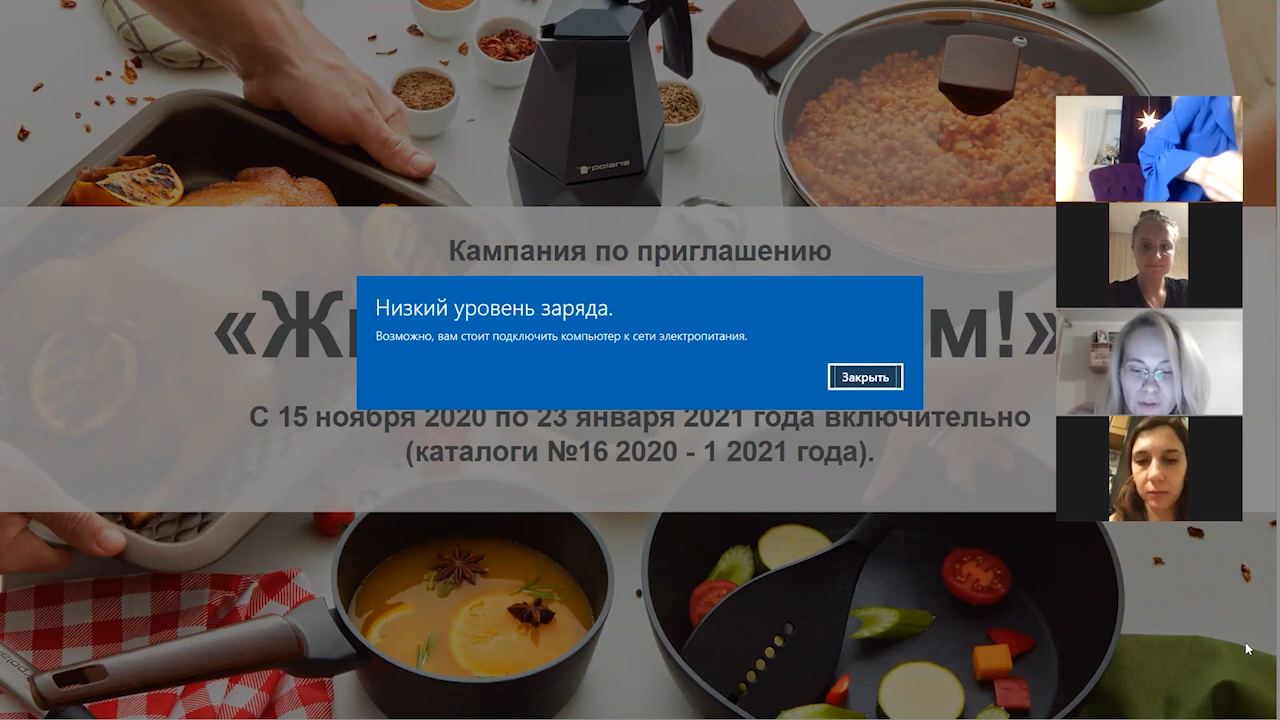 polaris
Кампания по приглашению
Низкий уровень заряда.
Возможно, вам стоит подключить компьютер к сети электропитания.
Закрыть
С 15 ноября 2020 по 23 января 2021 года включительно
(каталоги №16 2020 - 1 2021 года).
polaris